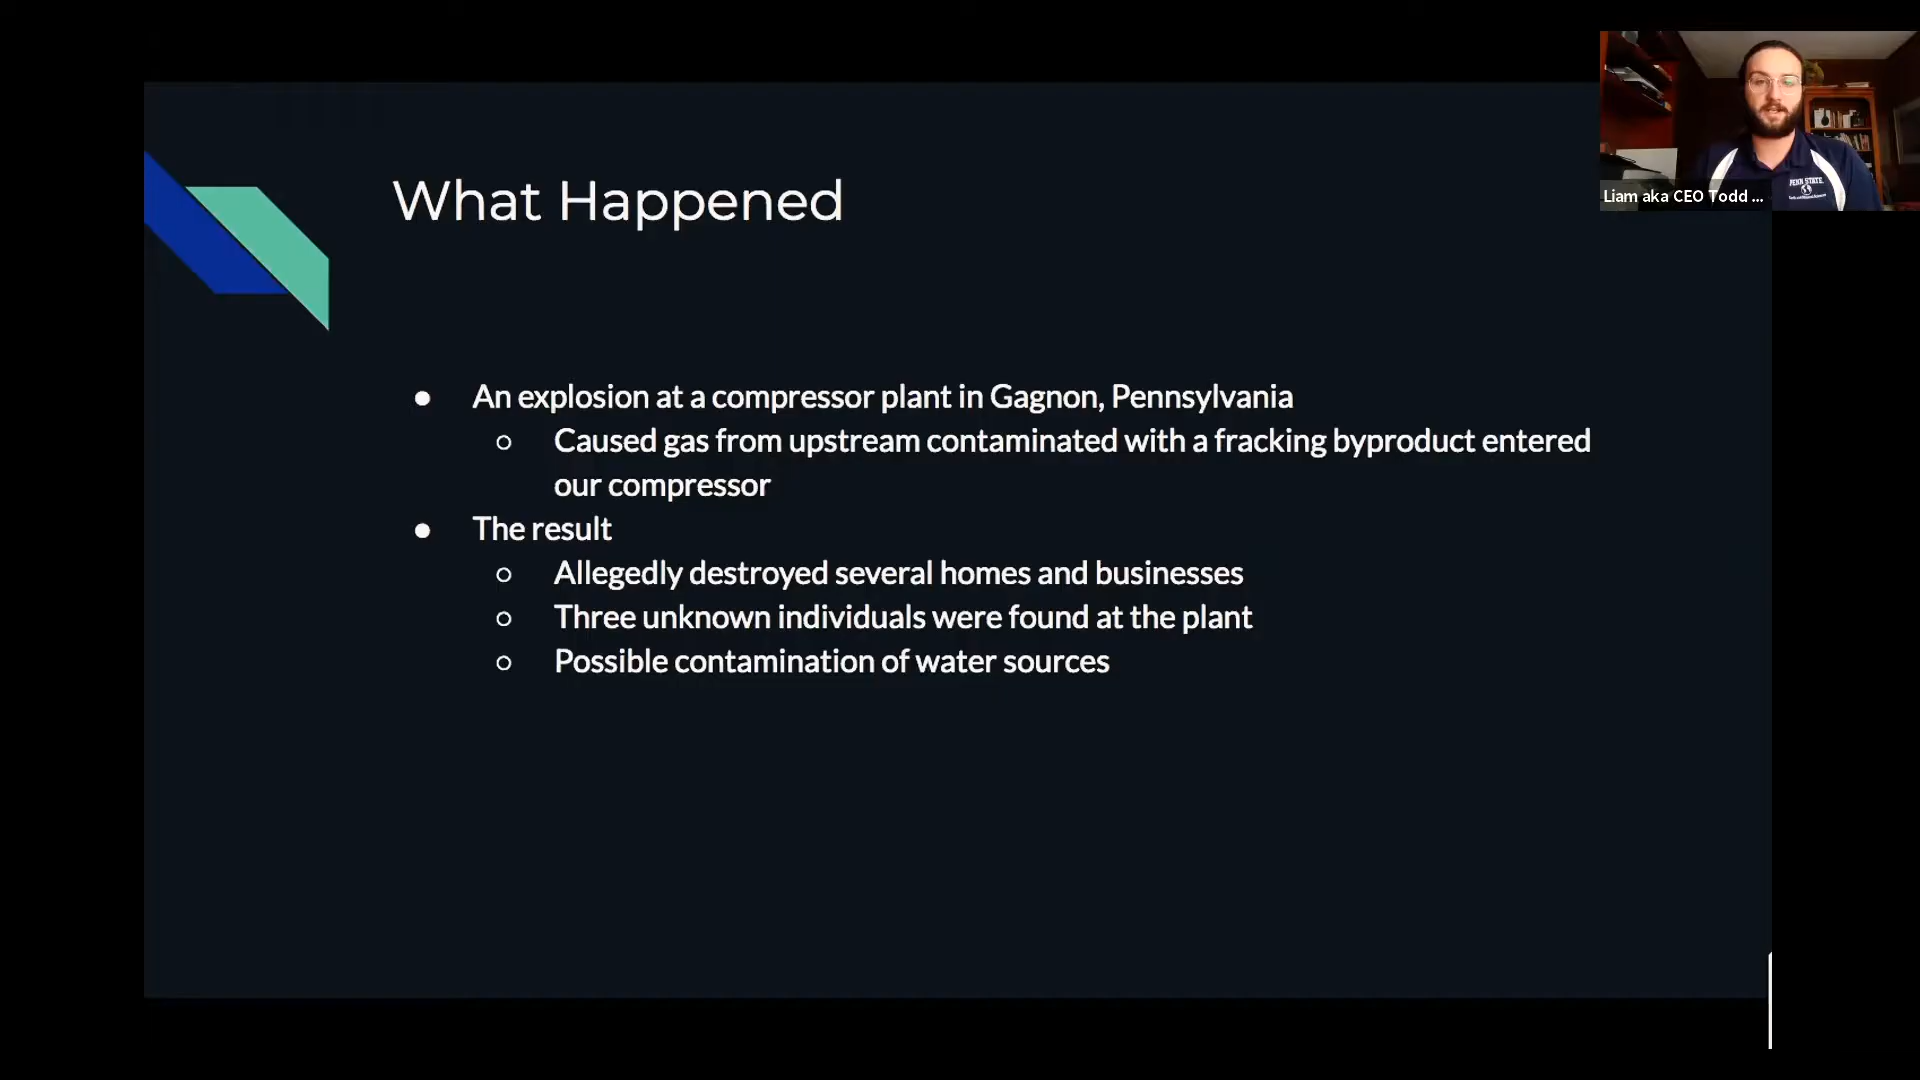 What Happened
● An explosion at a compressor plant in Gagnon, Pennsylvania
○ Caused gas from upstream contaminated with a fracking byproduct entered
our compressor
● The result
○ Allegedly destroyed several homes and businesses
○ Three unknown individuals were found at the plant
○ Possible contamination of water sources
Liam aka CEO Todd ...
PENN STATE